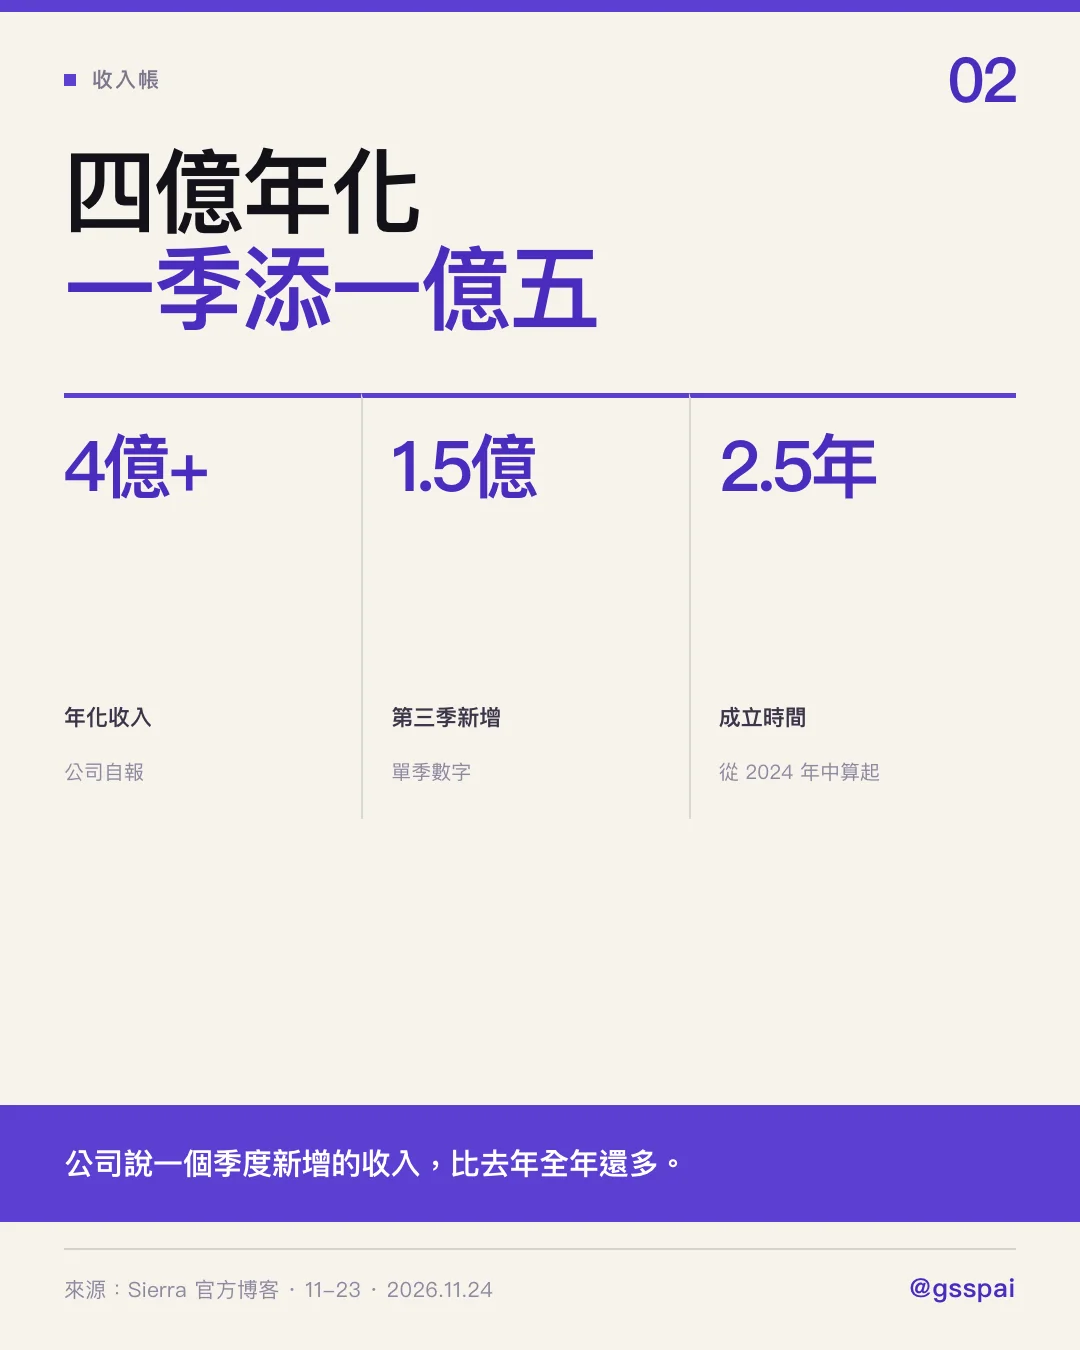 收入帳
02
四億年化
一季添一億五
4億+
年化收入
公司自報
1.5億
第三季新增
單季數字
2.5年
成立時間
從 2024 年中算起
公司說一個季度新增的收入，比去年全年還多。
來源：Sierra 官方博客 · 11–23 · 2026.11.24
@gsspai